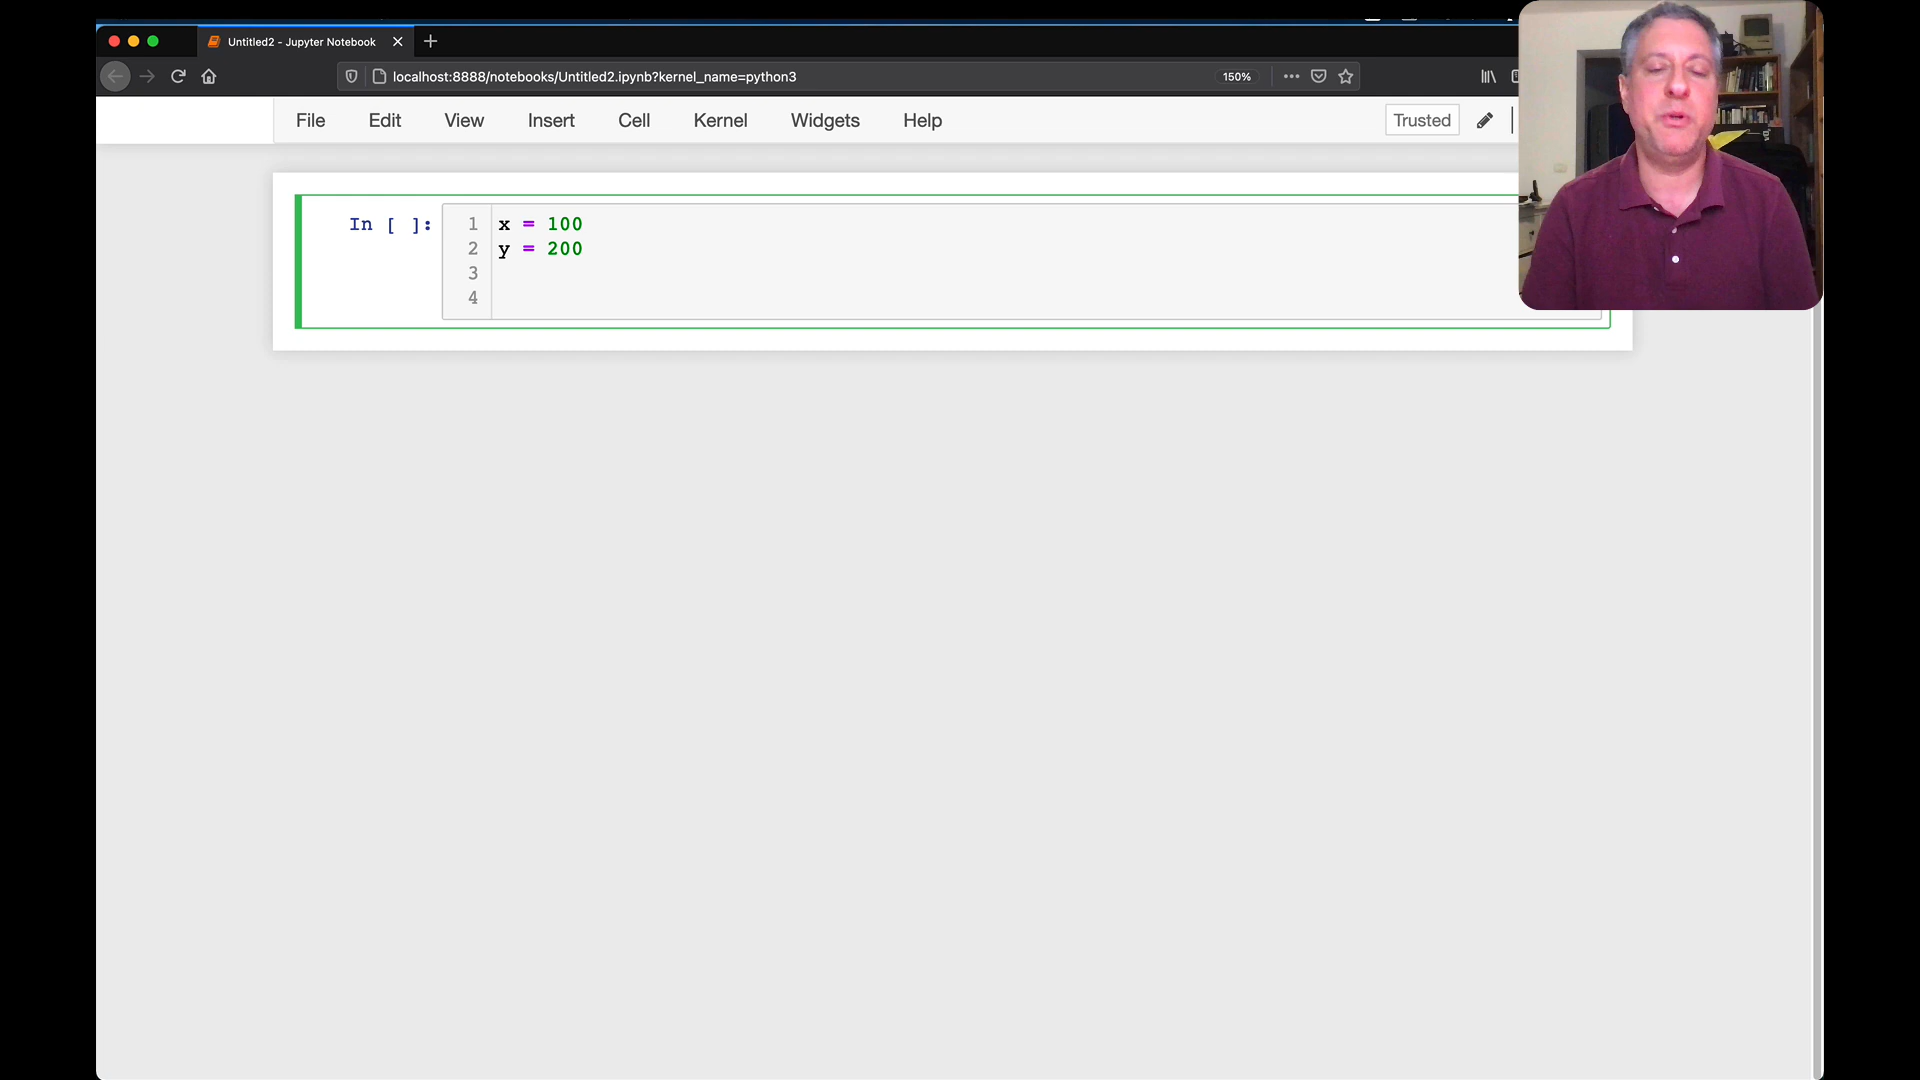 Untitled2 - Jupyter Notebook
localhost:8888/notebooks/Untitled2.ipynb?kernel_name=python3
150%
File Edit View Insert Cell Kernel Widgets Help
Trusted
In [ ]:
1 x = 100
2 y = 200
3
4